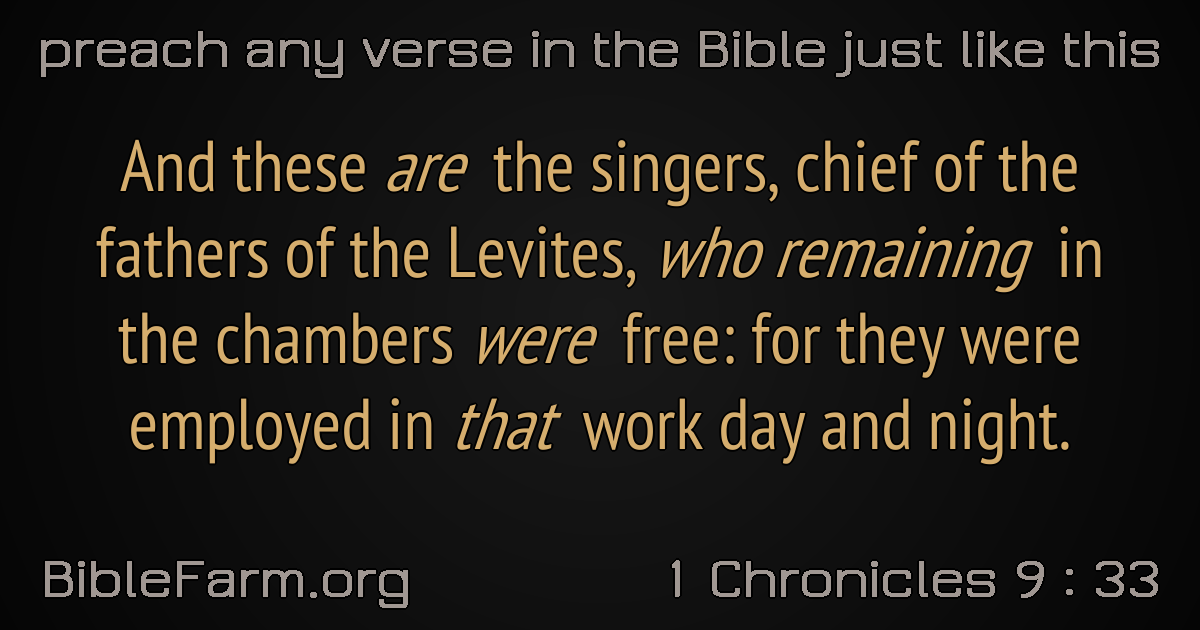 preach any verse in the Bible just like this
And these are the singers, chief of the
fathers of the Levites, who remaining in
the chambers were free: for they were
employed in that work day and night.
BibleFarm.org
1 Chronicles 9 : 33